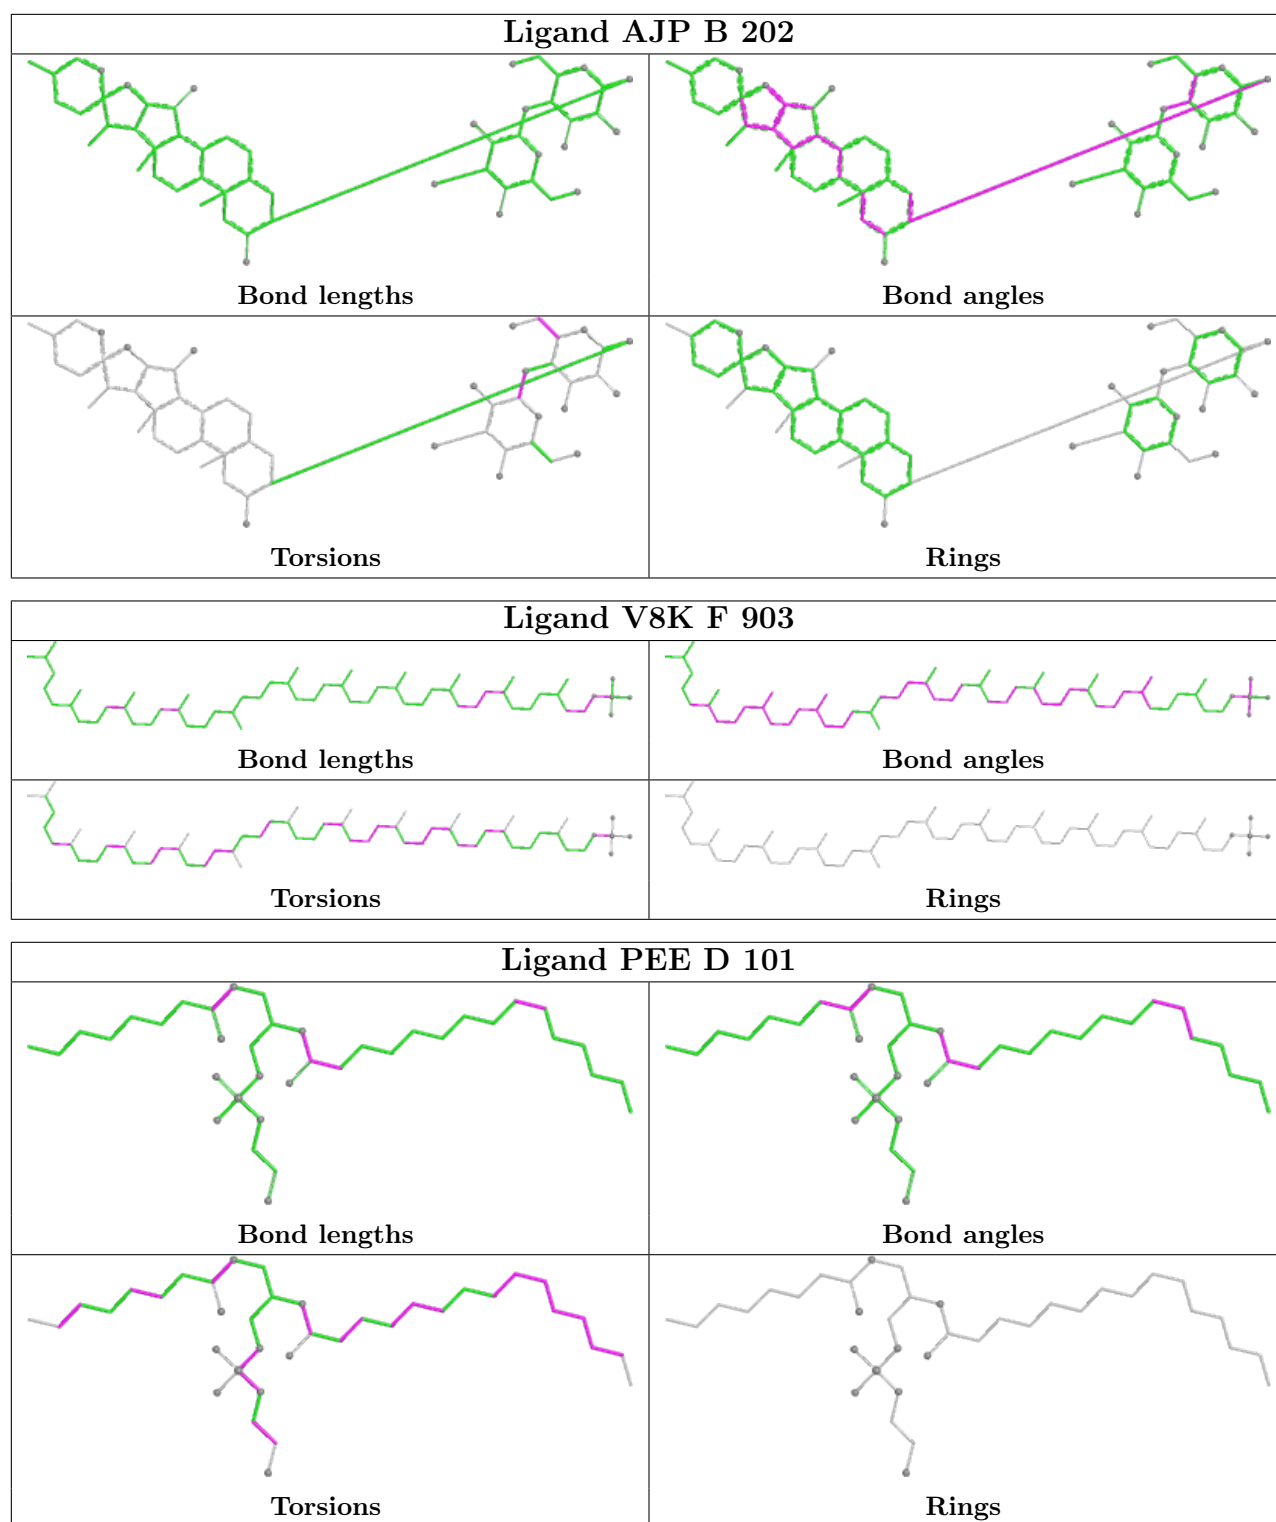 Ligand AJP B 202
Bond lengths
Bond angles
Torsions
Rings
Ligand V8K F 903
Bond lengths
Bond angles
Torsions
Rings
Ligand PEE D 101
Bond lengths
Bond angles
Torsions
Rings